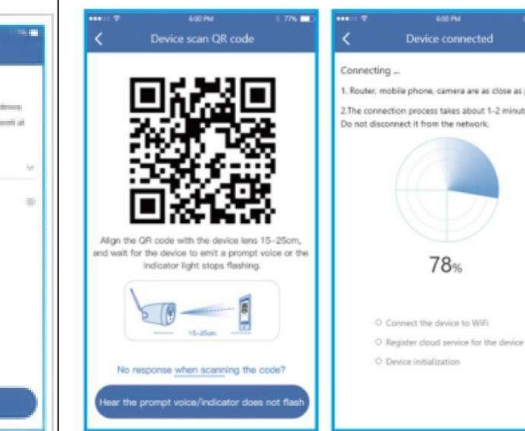 6:00 PM
77%
Device scan QR code
Align the QR code with the device lens 15-25cm,
and wait for the device to emit a prompt voice or the
indicator light stops flashing.
15-25cm
No response when scanning the code?
Hear the prompt voice/indicator does not flash
6:00 PM
Device connected
Connecting ...
1. Router, mobile phone, camera are as close as
2.The connection process takes about 1-2
Do not disconnect it from the network.
78%
Connect the device to WiFi
Register cloud service for the device
Device initialization